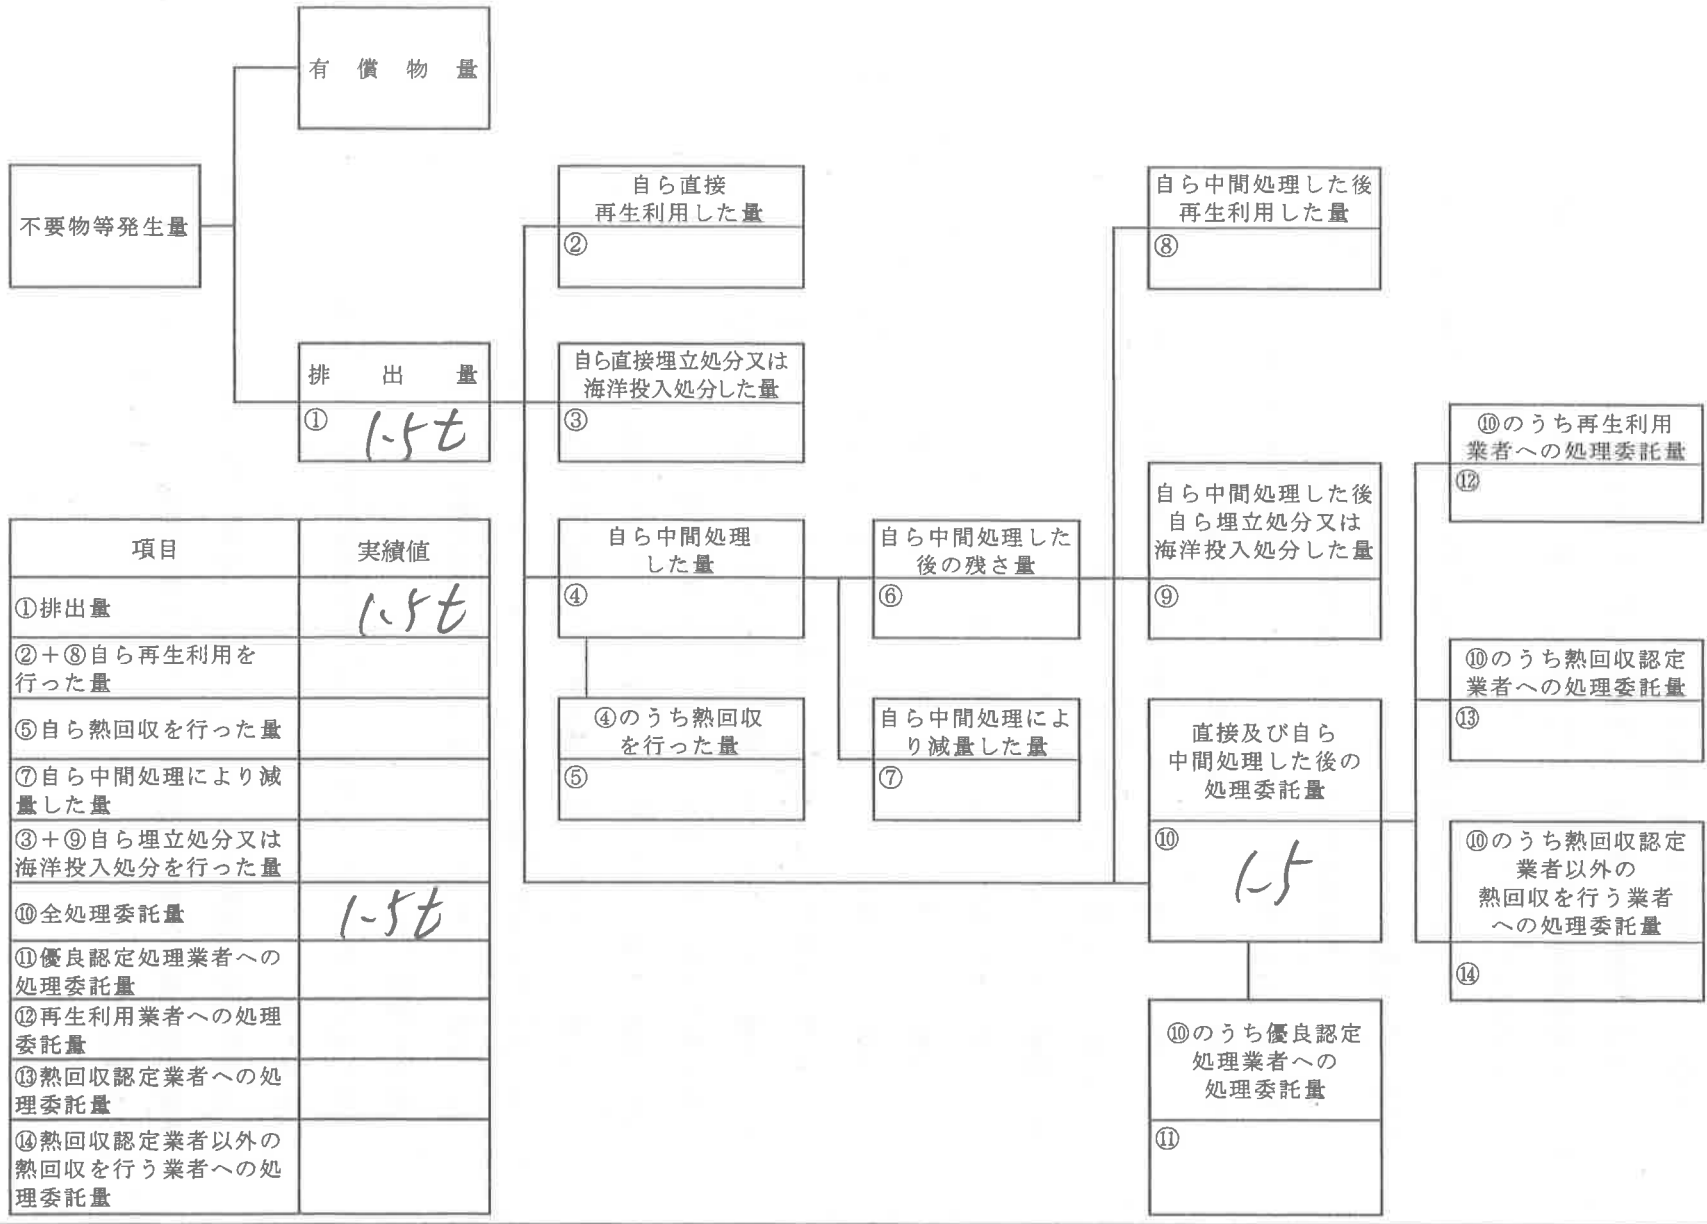 有償物量
不要物等発生量
排出量
① 1.5t
自ら直接
再生利用した量
②
自ら直接埋立処分又は
海洋投入処分した量
③
自ら中間処理
した量
④
④のうち熱回収
を行った量
⑤
自ら中間処理した
後の残さ量
⑥
自ら中間処理によ
り減量した量
⑦
自ら中間処理した後
再生利用した量
⑧
自ら中間処理した後
自ら埋立処分又は
海洋投入処分した量
⑨
直接及び自ら
中間処理した後の
処理委託量
⑩
1.5
⑩のうち優良認定
処理業者への
処理委託量
⑪
⑩のうち再生利用
業者への処理委託量
⑫
⑩のうち熱回収認定
業者への処理委託量
⑬
⑩のうち熱回収認定
業者以外の
熱回収を行う業者
への処理委託量
⑭
項目 実績値
①排出量 1.5t
②+⑧自ら再生利用を
行った量
⑤自ら熱回収を行った量
⑦自ら中間処理により減
量した量
③+⑨自ら埋立処分又は
海洋投入処分を行った量
⑩全処理委託量 1.5t
⑪優良認定処理業者への
処理委託量
⑫再生利用業者への処理
委託量
⑬熱回収認定業者への処
理委託量
⑭熱回収認定業者以外の
熱回収を行う業者への処
理委託量